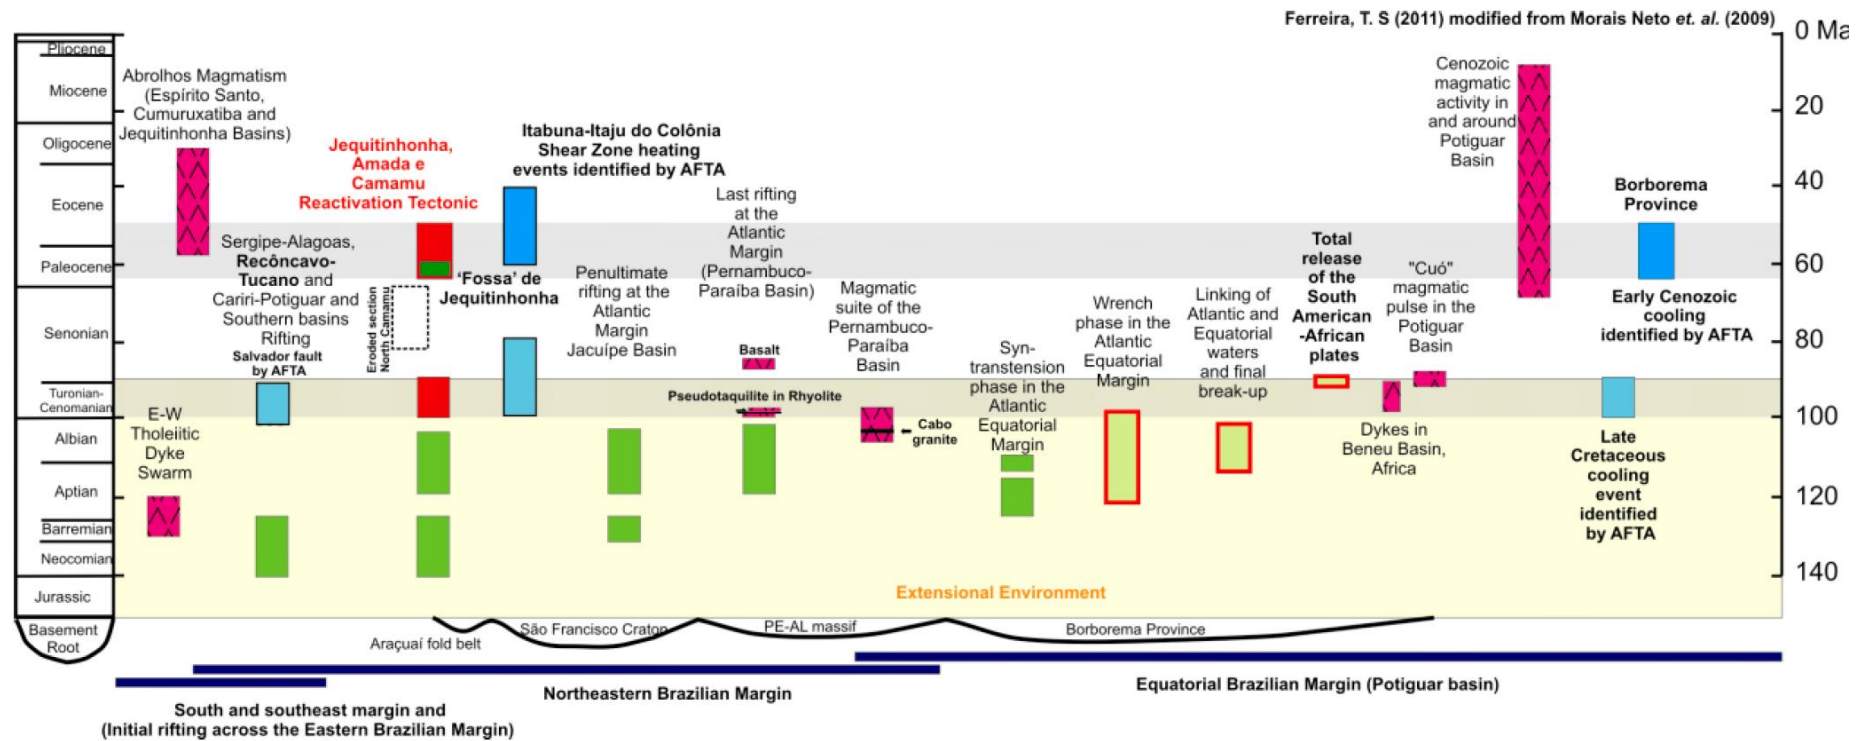 Ferreira, T. S (2011) modified from Morais Neto et. al. (2009)
0 Ma
20
40
60
80
100
120
140
Pliocene
Miocene
Oligocene
Eocene
Paleocene
Senonian
Turonian-
Cenomanian
Albian
Aptian
Barremian
Neocomian
Jurassic
Basement
Root
Abrolhos Magmatism
(Espírito Santo,
Cumuruxatiba and
Jequitinhonha Basins)
E-W
Tholeiitic
Dyke
Swarm
Sergipe-Alagoas,
Recôncavo-
Tucano and
Cariri-Potiguar and
Southern basins
Rifting
Salvador fault
by AFTA
Jequitinhonha,
Amada e
Camamu
Reactivation Tectonic
Eroded section
North Camamu
'Fossa' de
Jequitinhonha
Itabuna-Itaju do Colônia
Shear Zone heating
events identified by AFTA
Penultimate
rifting at the
Atlantic
Margin
Jacuípe Basin
Last rifting
at the
Atlantic
Margin
(Pernambuco-
Paraíba Basin)
Basalt
Pseudotaquilite in Rhyolite
Magmatic
suite of the
Pernambuco-
Paraíba
Basin
Cabo
granite
Syn-
transtension
phase in the
Atlantic
Equatorial
Margin
Wrench
phase in the
Atlantic
Equatorial
Margin
Linking of
Atlantic and
Equatorial
waters
and final
break-up
Total
release
of the
South
American
-African
plates
"Cuó"
magmatic
pulse in the
Potiguar
Basin
Dykes in
Beneu Basin,
Africa
Cenozoic
magmatic
activity in
and around
Potiguar
Basin
Borborema
Province
Early Cenozoic
cooling
identified by AFTA
Late
Cretaceous
cooling
event
identified
by AFTA
Extensional Environment
Araçuaí fold belt
São Francisco Craton
PE-AL massif
Borborema Province
Northeastern Brazilian Margin
Equatorial Brazilian Margin (Potiguar basin)
South and southeast margin and
(Initial rifting across the Eastern Brazilian Margin)